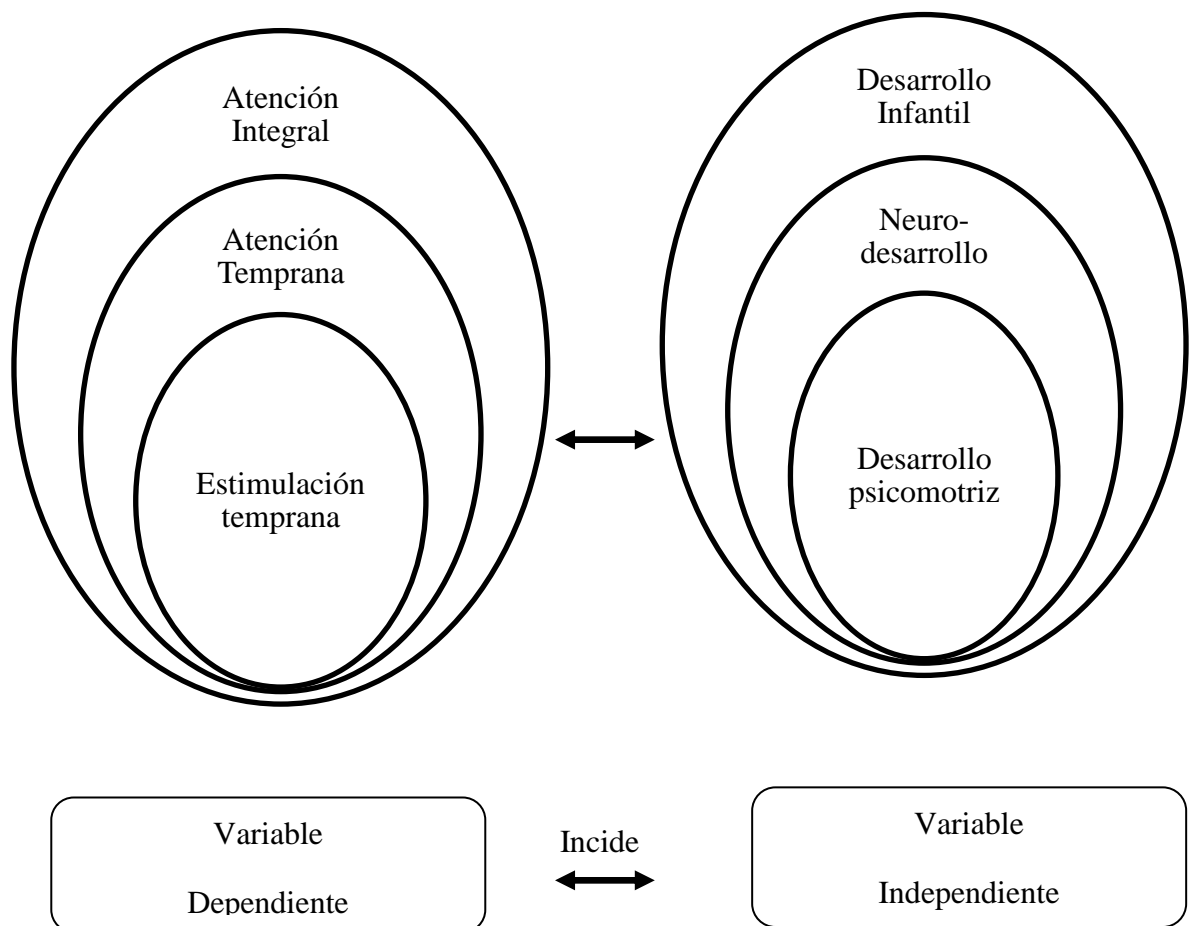 Atención
Integral
Atención
Temprana
Estimulación
temprana
Desarrollo
Infantil
Neuro-
desarrollo
Desarrollo
psicomotriz
Variable
Dependiente
Incide
Variable
Independiente